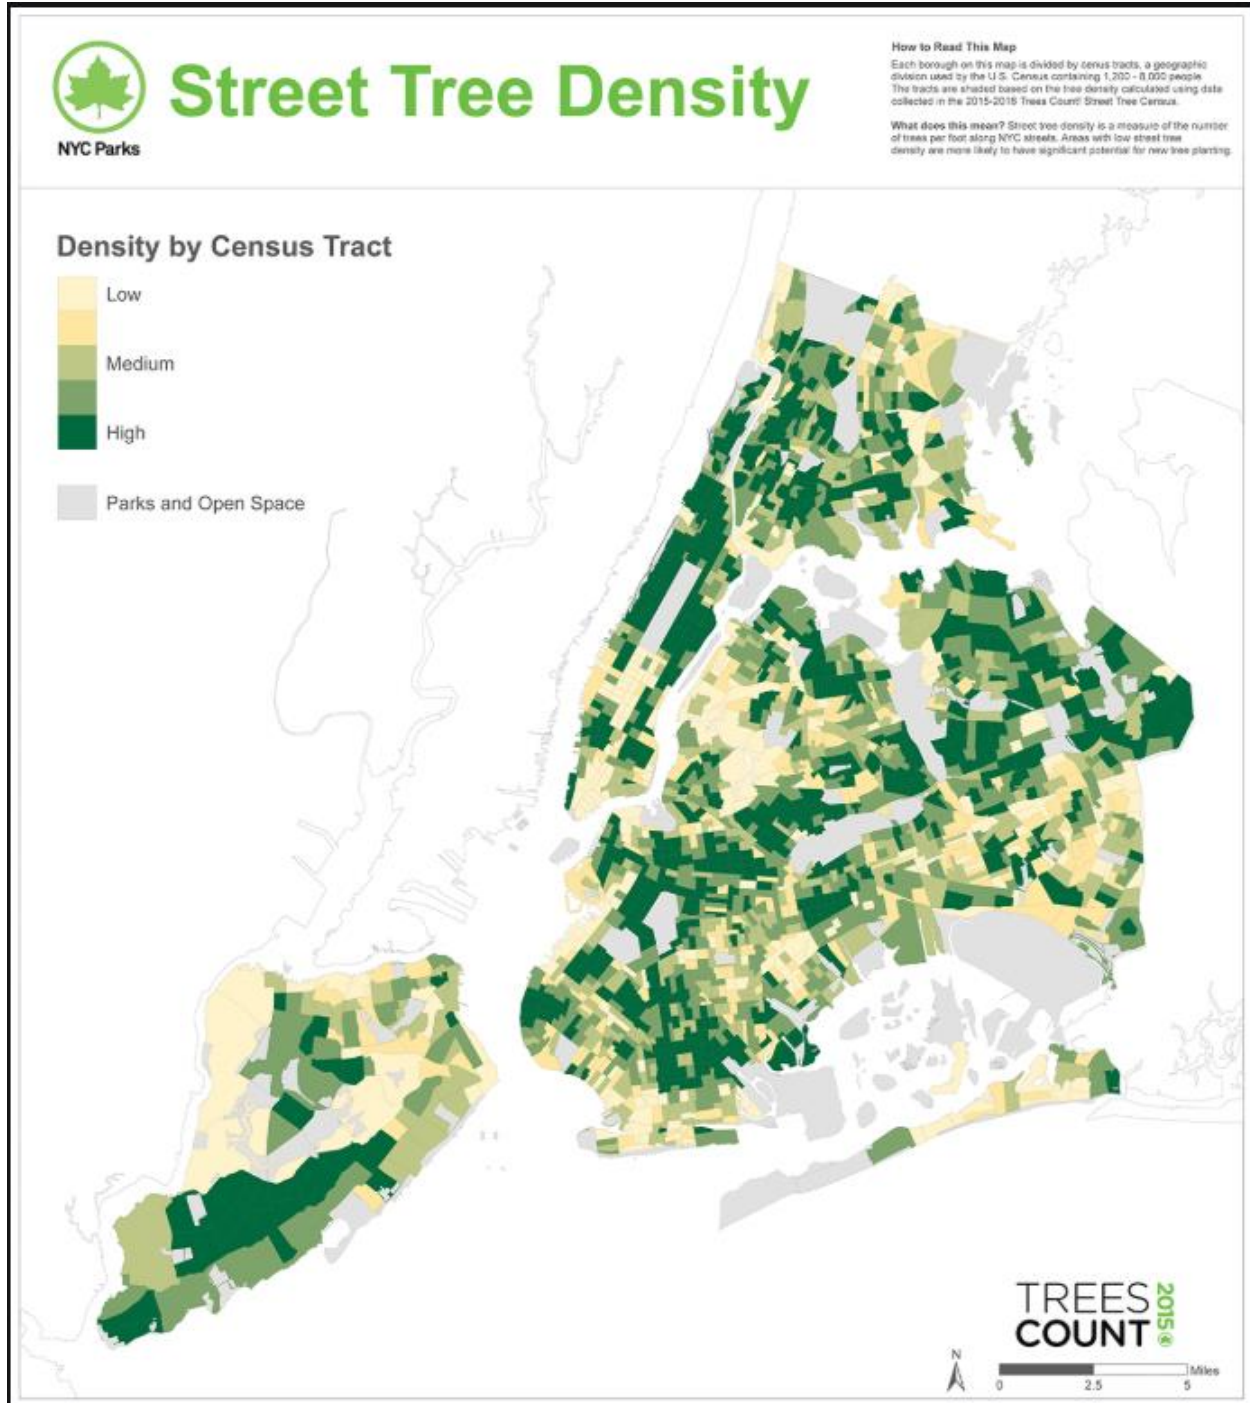 NYC Parks
Street Tree Density
How to Read This Map
Each borough on this map is divided by cenus tracts, a geographic
division used by the U.S. Census containing 1,200 - 8,000 people.
The tracts are shaded based on the tree density calculated using data
collected in the 2015-2016 Trees Count! Street Tree Census.
What does this mean? Street tree density is a measure of the number
of trees per foot along NYC streets. Areas with low street tree
density are more likely to have significant potential for new tree planting.
Density by Census Tract
Low
Medium
High
Parks and Open Space
TREES
COUNT
2015
N
Miles
0 2.5 5